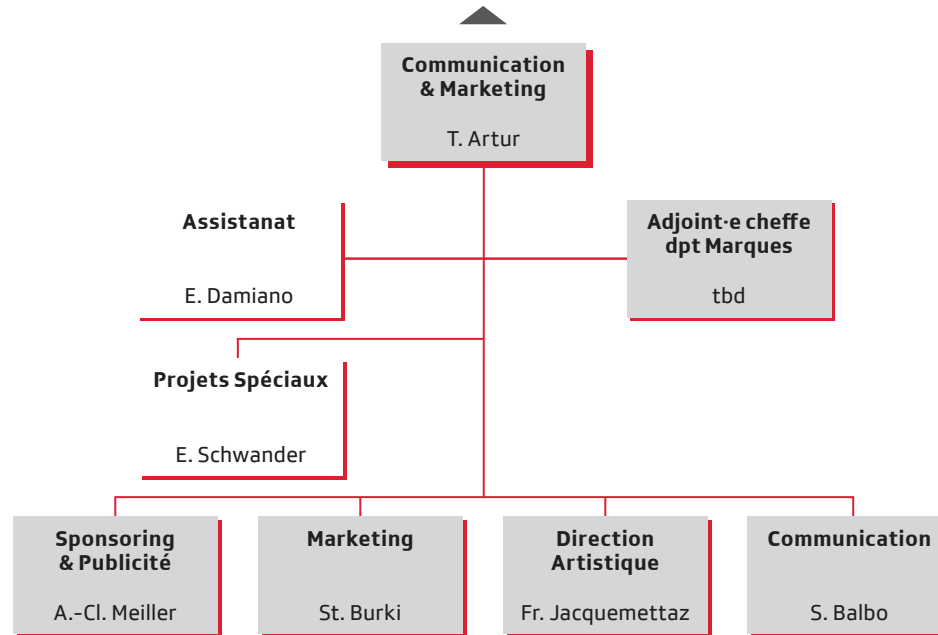 Communication
& Marketing
T. Artur
Assistanat
E. Damiano
Adjoint·e cheffe
dpt Marques
tbd
Projets Spéciaux
E. Schwander
Sponsoring
& Publicité
A.-Cl. Meiller
Marketing
St. Burki
Direction
Artistique
Fr. Jacquemettaz
Communication
S. Balbo